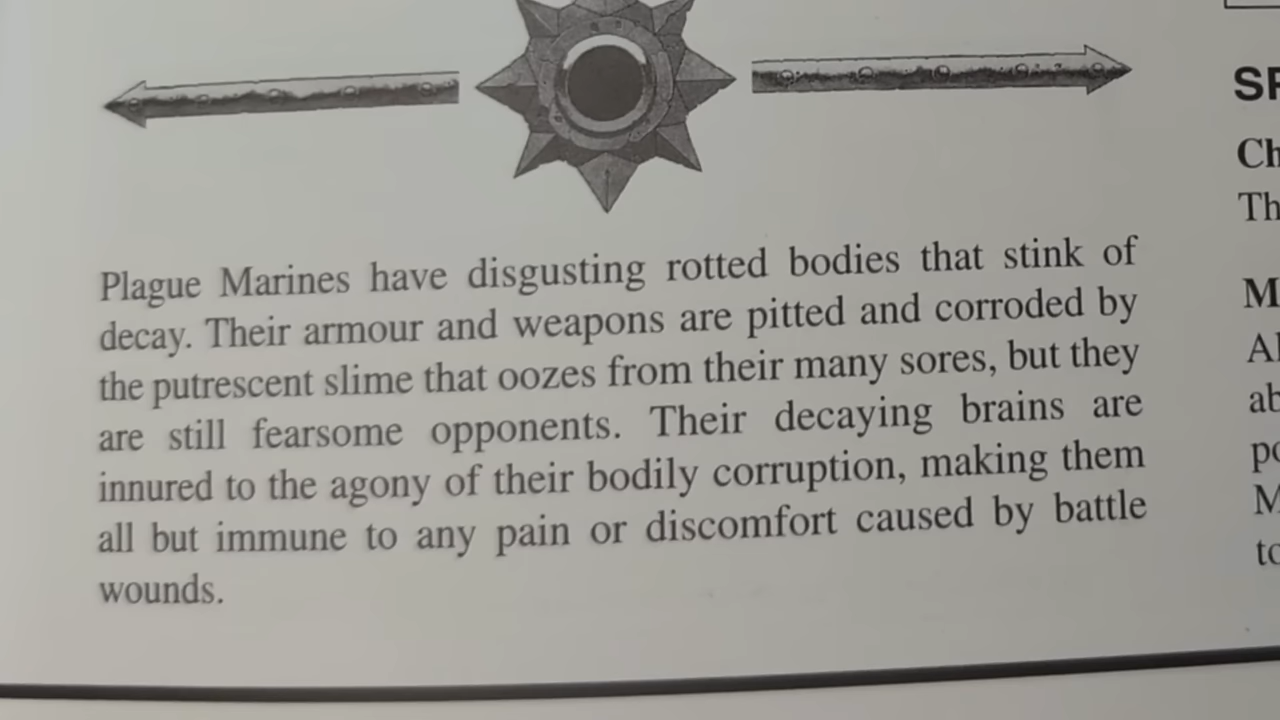 Plague Marines have disgusting rotted bodies that stink of
decay. Their armour and weapons are pitted and corroded by
the putrescent slime that oozes from their many sores, but they
are still fearsome opponents. Their decaying brains are
innured to the agony of their bodily corruption, making them
all but immune to any pain or discomfort caused by battle
wounds.